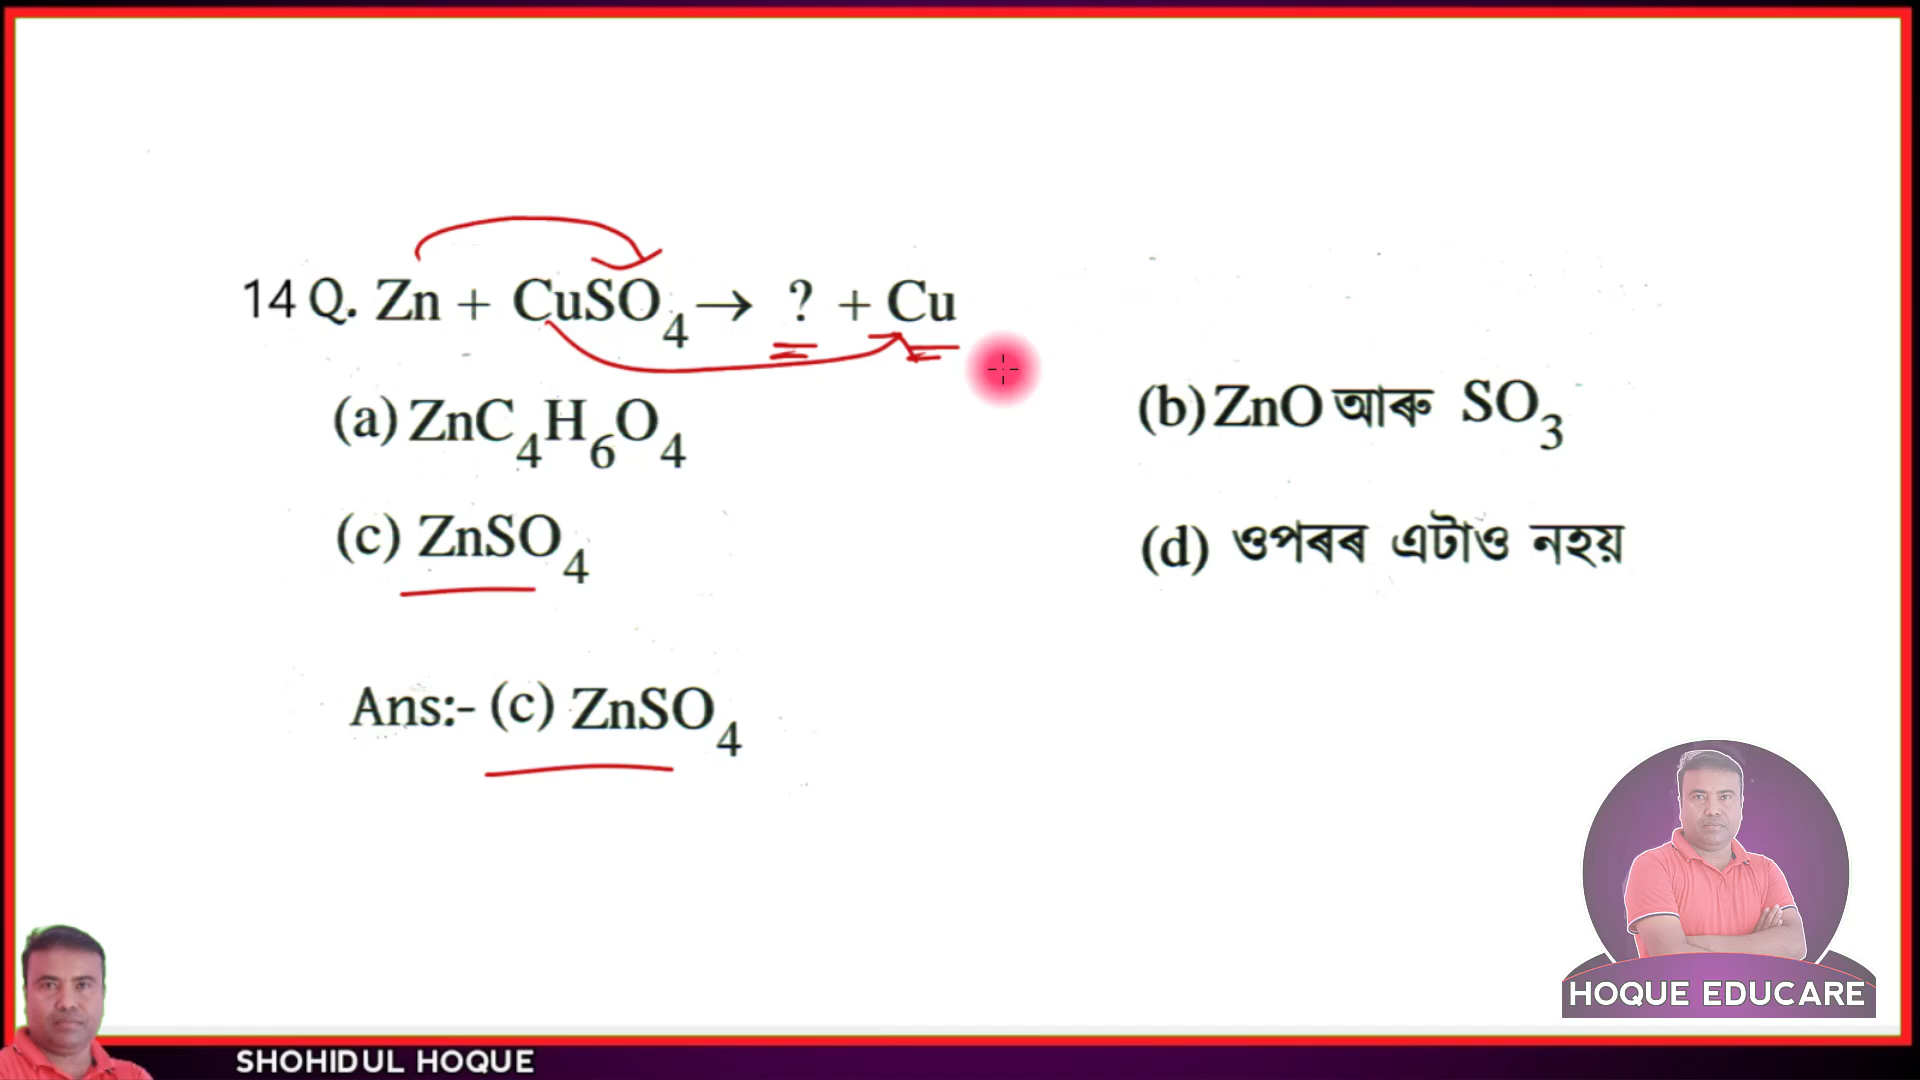 14 Q. Zn + CuSO₄ → ? + Cu
(a) ZnC₄H₆O₄ (b) ZnO আৰু SO₃
(c) ZnSO₄ (d) ওপৰৰ এটাও নহয়
Ans:- (c) ZnSO₄
HOQUE EDUCARE
SHOHIDUL HOQUE